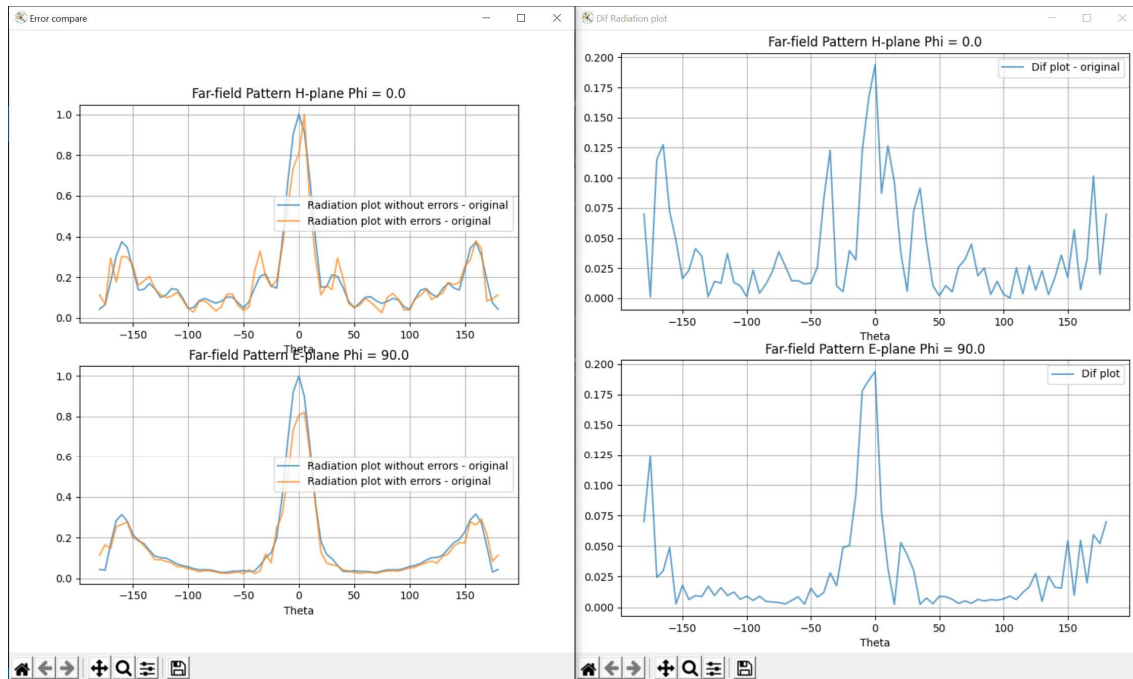 Error compare
Far-field Pattern H-plane Phi = 0.0
1.0
0.8
0.6
Radiation plot without errors - original
Radiation plot with errors - original
0.4
0.2
0.0
−150 −100 −50 0 50 100 150
Theta
Far-field Pattern E-plane Phi = 90.0
1.0
0.8
0.6
Radiation plot without errors - original
Radiation plot with errors - original
0.4
0.2
0.0
−150 −100 −50 0 50 100 150
Theta
Dif Radiation plot
Far-field Pattern H-plane Phi = 0.0
0.200
Dif plot - original
0.175
0.150
0.125
0.100
0.075
0.050
0.025
0.000
−150 −100 −50 0 50 100 150
Theta
Far-field Pattern E-plane Phi = 90.0
0.200
Dif plot
0.175
0.150
0.125
0.100
0.075
0.050
0.025
0.000
−150 −100 −50 0 50 100 150
Theta